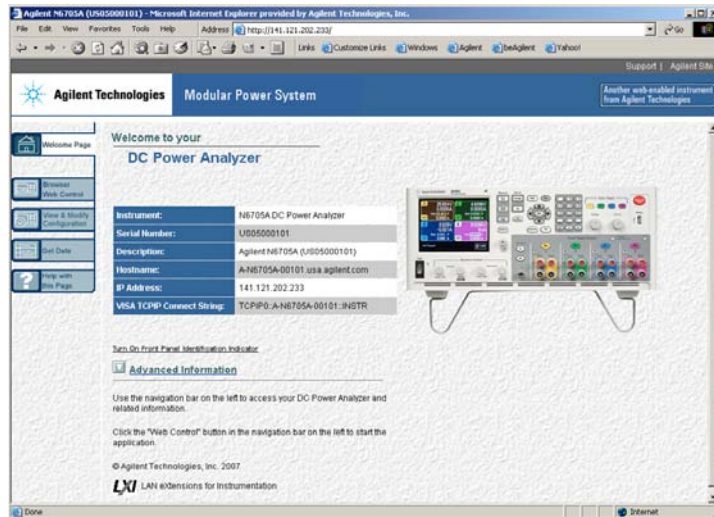 Agilent N6705A (US05000101) - Microsoft Internet Explorer provided by Agilent Technologies, Inc.
File Edit View Favorites Tools Help Address http://141.121.202.233/ Go
Links Customize Links Windows Agilent beAgilent Yahoo!
Support | Agilent Site
Agilent Technologies Modular Power System
Another web-enabled instrument
from Agilent Technologies
Welcome Page
Browser
Web Control
View & Modify
Configuration
Get Data
Help with
this Page
Welcome to your
DC Power Analyzer
Instrument: N6705A DC Power Analyzer
Serial Number: US05000101
Description: Agilent N6705A (US05000101)
Hostname: A-N6705A-00101.usa.agilent.com
IP Address: 141.121.202.233
VISA TCPIP Connect String: TCPIP0::A-N6705A-00101::INSTR
Turn On Front Panel Identification Indicator
Advanced Information
Use the navigation bar on the left to access your DC Power Analyzer and
related information.
Click the "Web Control" button in the navigation bar on the left to start the
application.
© Agilent Technologies, Inc. 2007
LXI LAN eXtensions for Instrumentation
Done Internet